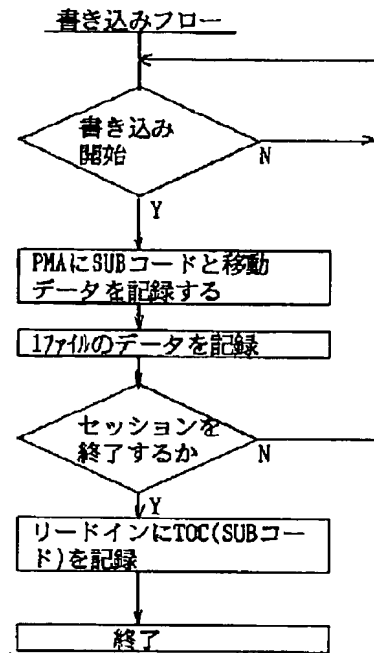 書き込みフロー
書き込み
開始
N
Y
PMAにSUBコードと移動
データを記録する
1ファイルのデータを記録
セッションを
終了するか
N
Y
リードインにTOC(SUBコー
ド)を記録
終了